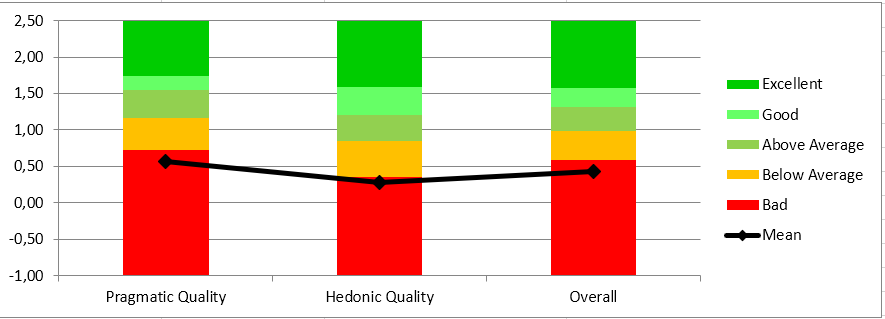 2,50
2,00
1,50
1,00
0,50
0,00
-0,50
-1,00
Pragmatic Quality
Hedonic Quality
Overall
Excellent
Good
Above Average
Below Average
Bad
Mean